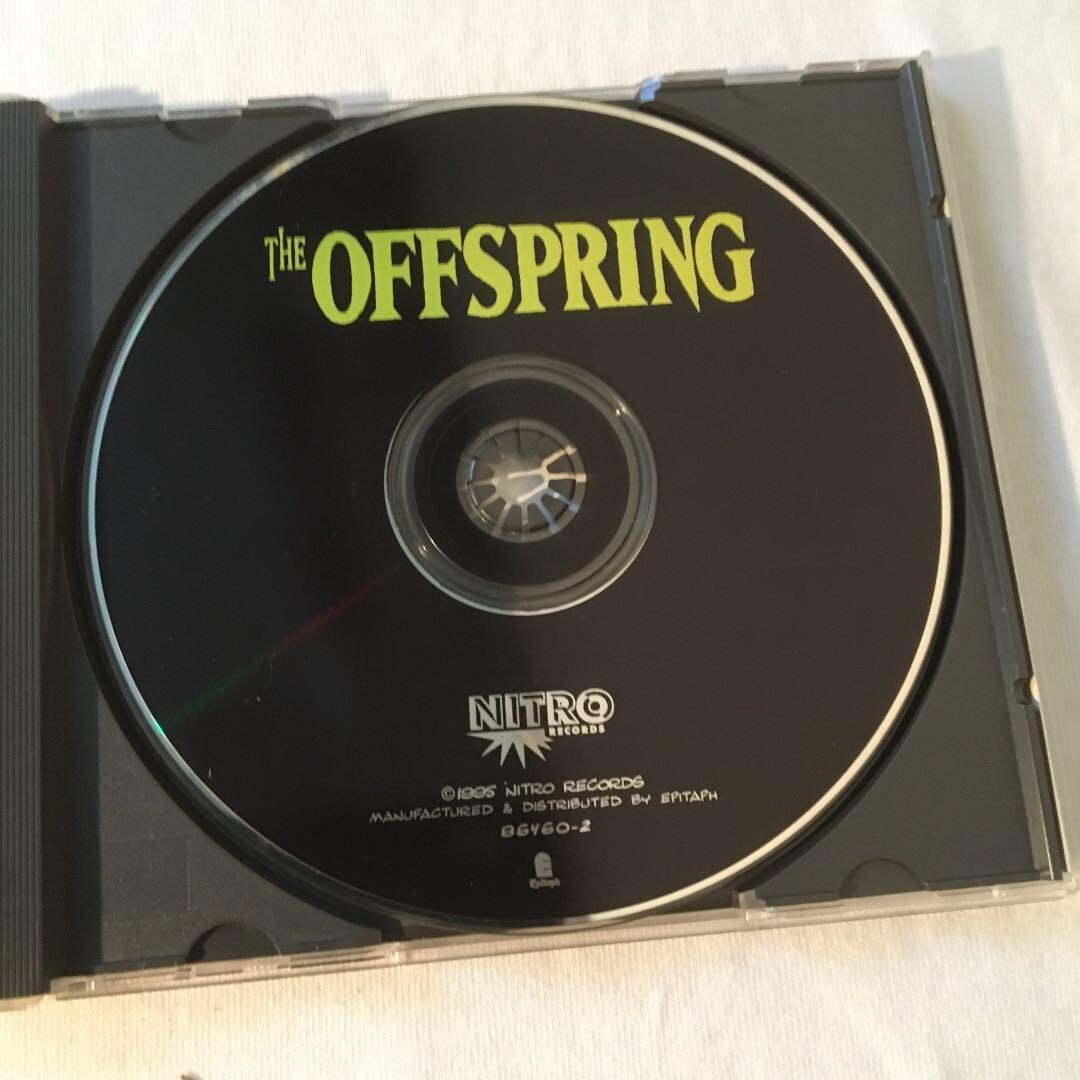 THE OFFSPRING
NITRO
RECORDS
©1995 NITRO RECORDS
MANUFACTURED & DISTRIBUTED BY EPITAPH
86460-2
E
Epitaph